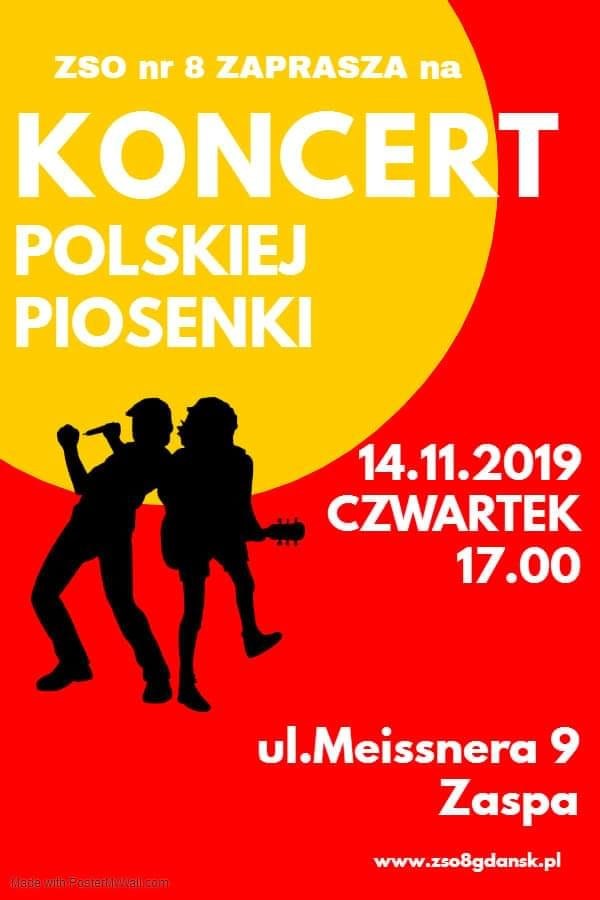 ZSO nr 8 ZAPRASZA na
KONCERT
POLSKIEJ
PIOSENKI
14.11.2019
CZWARTEK
17.00
ul.Meissnera 9
Zaspa
www.zso8gdansk.pl
Made with PosterMyWall.com